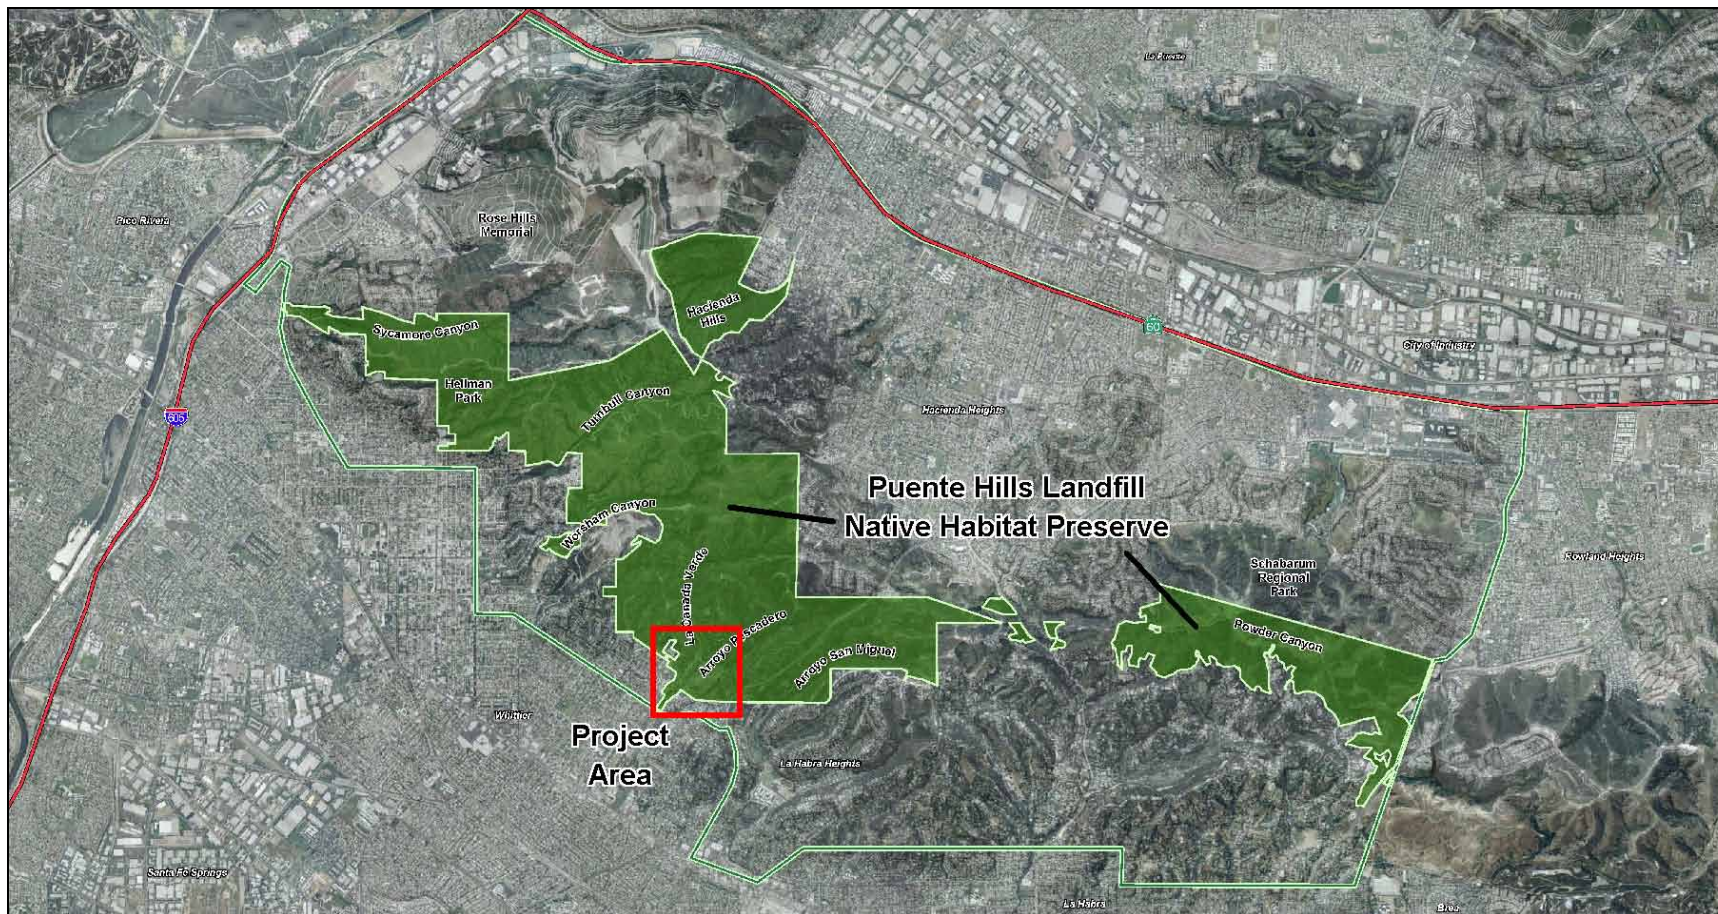 La Puente
Pico Rivera
Rose Hills
Memorial
Hacienda
Hills
Sycamore Canyon
60
City of Industry
Hellman
Park
Turnbull Canyon
Hacienda Heights
605
Puente Hills Landfill
Native Habitat Preserve
Worsham Canyon
La Canada Verde
Schabarum
Regional
Park
Rowland Heights
Arroyo Pescadero
Powder Canyon
Arroyo San Miguel
Whittier
Project
Area
La Habra Heights
Santa Fe Springs
La Habra
Brea